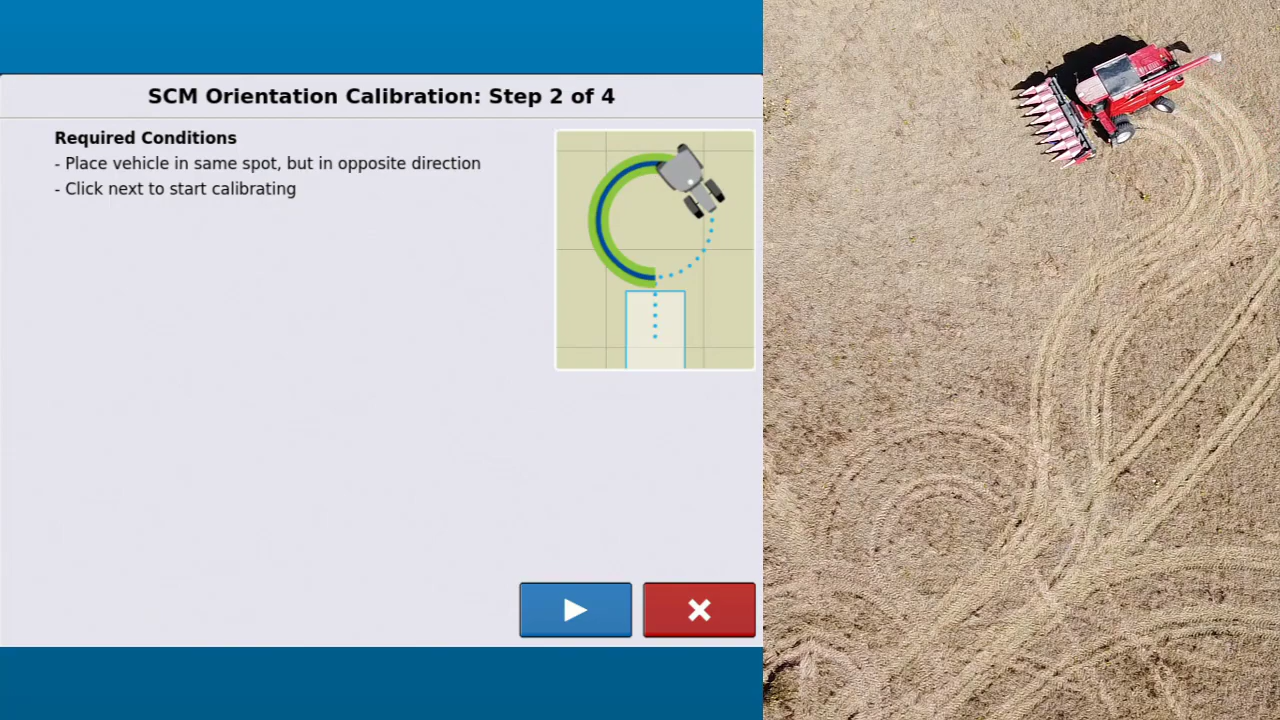 SCM Orientation Calibration: Step 2 of 4
Required Conditions
- Place vehicle in same spot, but in opposite direction
- Click next to start calibrating